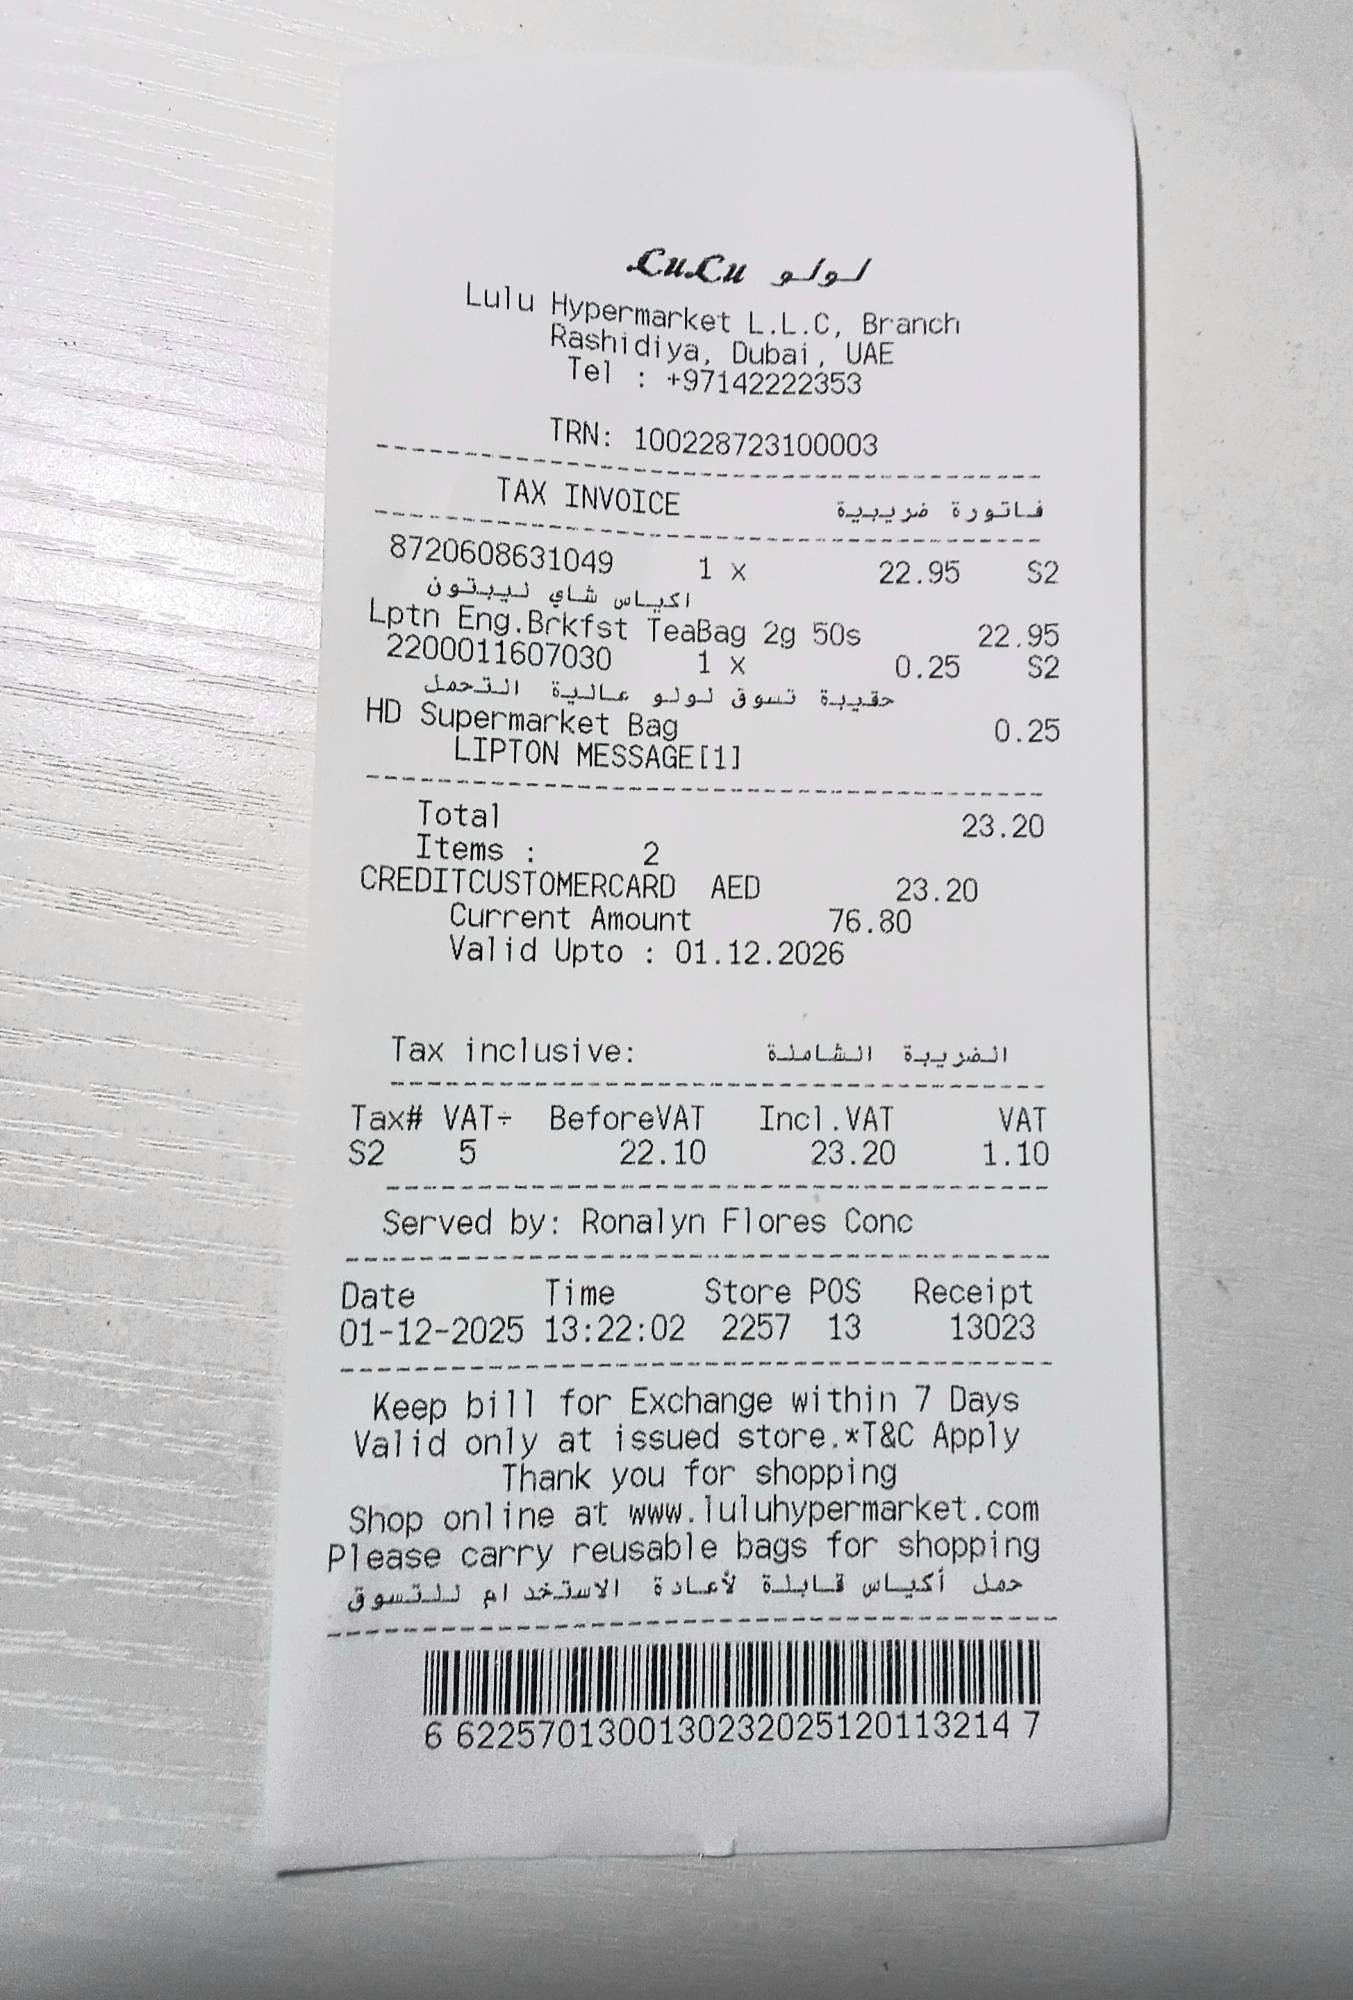 LuLu لولو
Lulu Hypermarket L.L.C, Branch
Rashidiya, Dubai, UAE
Tel : +97142222353
TRN: 100228723100003
TAX INVOICE فاتورة ضريبية
8720608631049 1 x 22.95 S2
اكياس شاي ليبتون
Lptn Eng.Brkfst TeaBag 2g 50s 22.95
2200011607030 1 x 0.25 S2
حقيبة تسوق لولو عالية التحمل
HD Supermarket Bag 0.25
LIPTON MESSAGE[1]
Total 23.20
Items : 2
CREDITCUSTOMERCARD AED 23.20
Current Amount 76.80
Valid Upto : 01.12.2026
Tax inclusive: الضريبة الشاملة
Tax# VAT÷ BeforeVAT Incl.VAT VAT
S2 5 22.10 23.20 1.10
Served by: Ronalyn Flores Conc
Date Time Store POS Receipt
01-12-2025 13:22:02 2257 13 13023
Keep bill for Exchange within 7 Days
Valid only at issued store.*T&C Apply
Thank you for shopping
Shop online at www.luluhypermarket.com
Please carry reusable bags for shopping
حمل أكياس قابلة لأعادة الاستخدام للتسوق
6 622570130013023202512011321​4 7